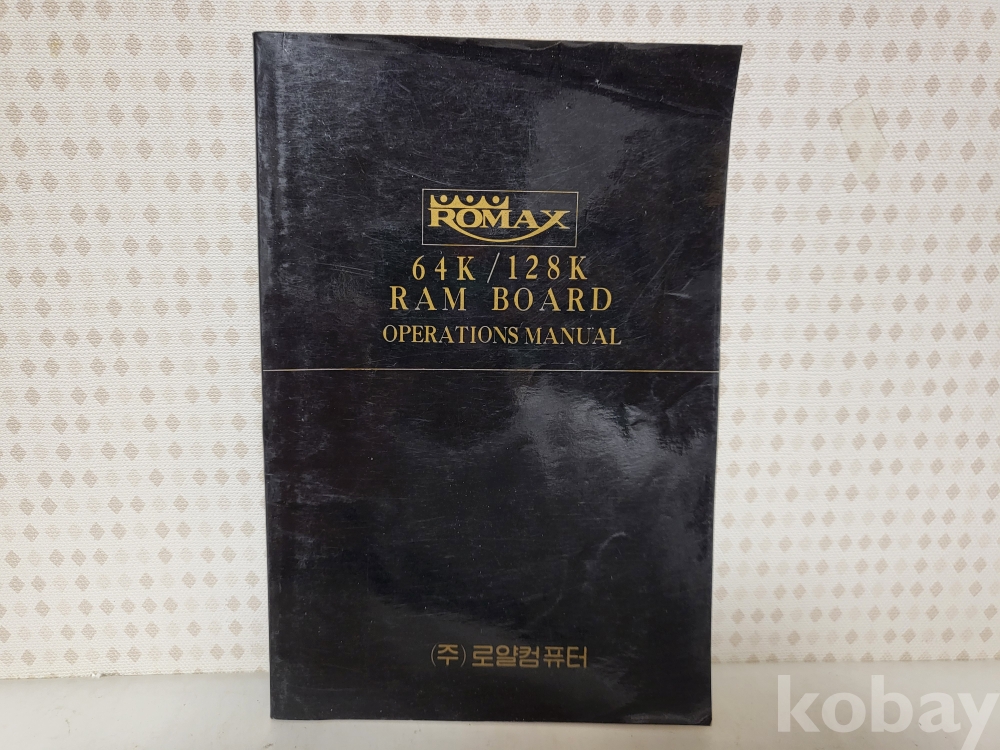 ROMAX
64K/128K
RAM BOARD
OPERATIONS MANUAL
(주)로얄컴퓨터
kobay